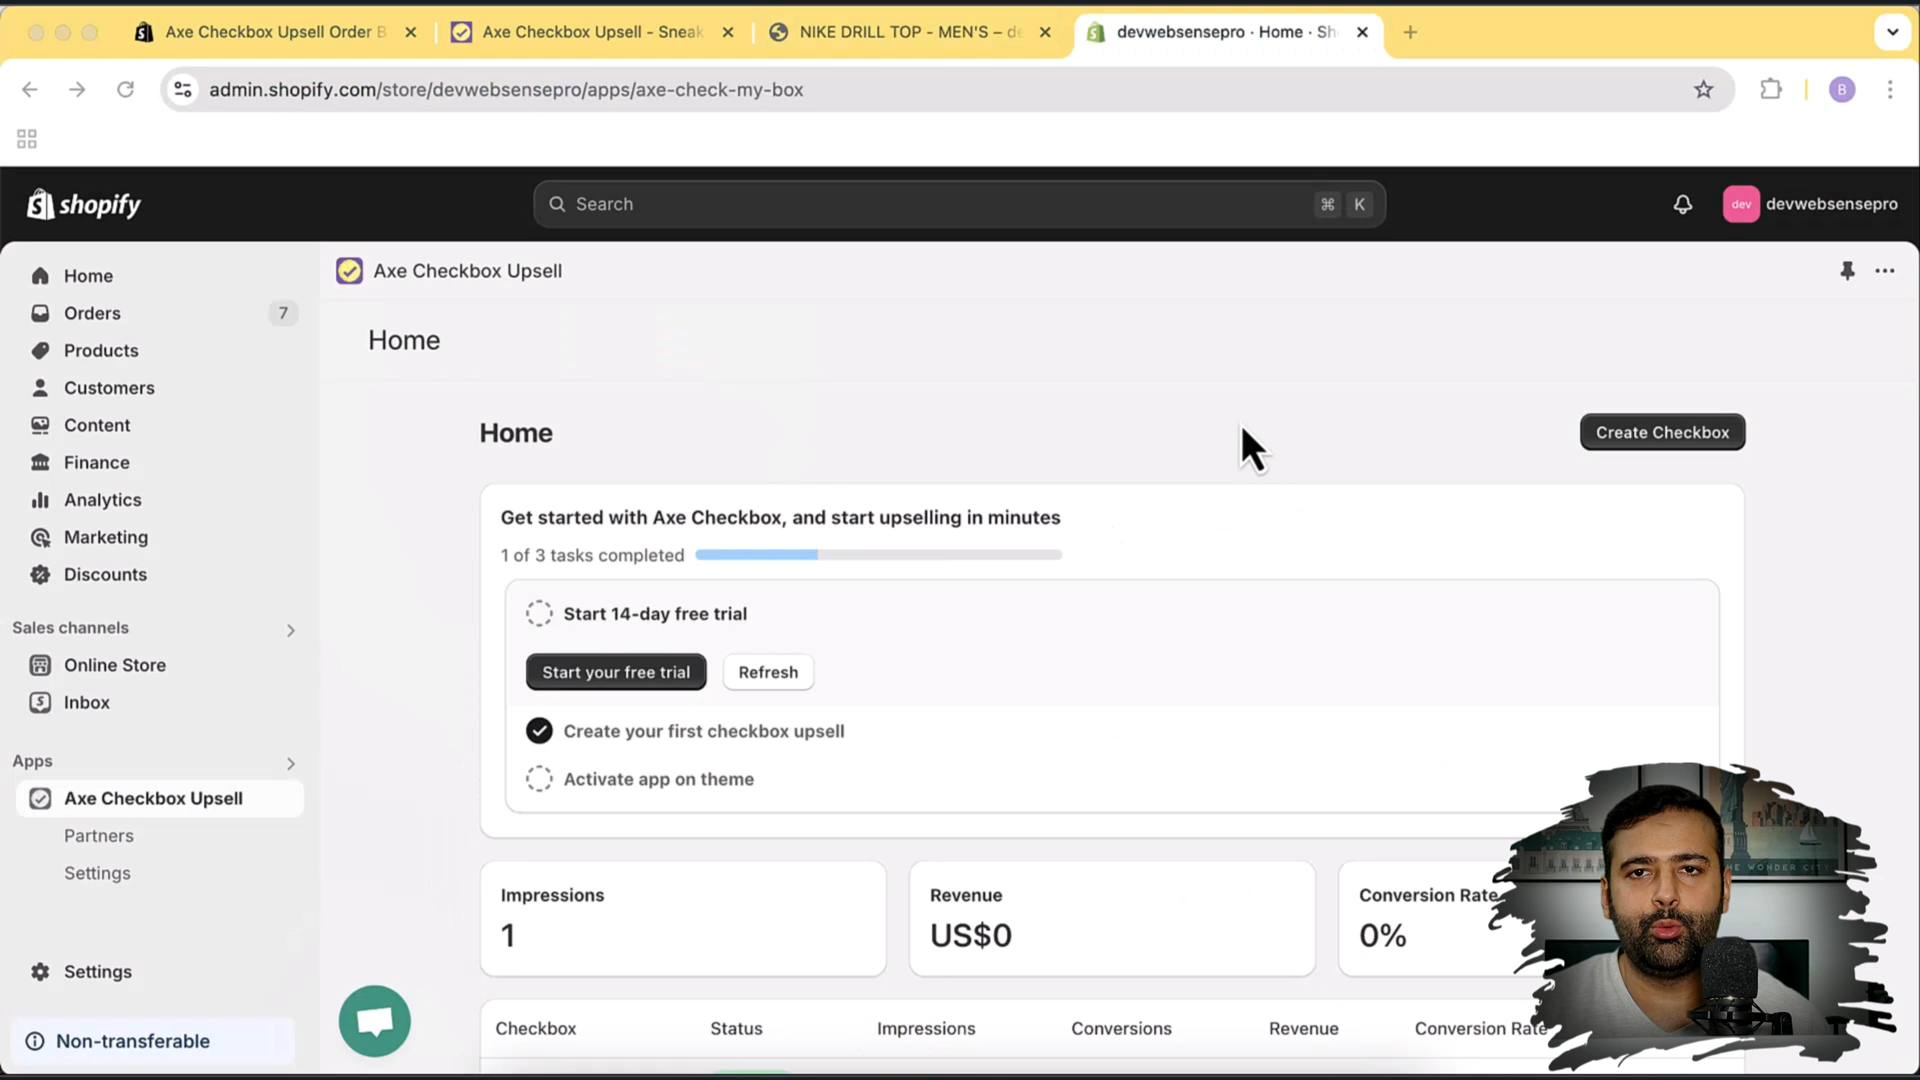 Axe Checkbox Upsell Order B
Axe Checkbox Upsell - Sneak
NIKE DRILL TOP - MEN'S – de
devwebsensepro · Home · Sh
admin.shopify.com/store/devwebsensepro/apps/axe-check-my-box
B
shopify
Search
⌘ K
dev
devwebsensepro
Home
Orders
7
Products
Customers
Content
Finance
Analytics
Marketing
Discounts
Sales channels
Online Store
Inbox
Apps
Axe Checkbox Upsell
Partners
Settings
Settings
Non-transferable
Axe Checkbox Upsell
Home
Home
Create Checkbox
Get started with Axe Checkbox, and start upselling in minutes
1 of 3 tasks completed
Start 14-day free trial
Start your free trial
Refresh
Create your first checkbox upsell
Activate app on theme
Impressions
1
Revenue
US$0
Conversion Rate
0%
Checkbox Status Impressions Conversions Revenue Conversion Rate
THE WONDER CITY